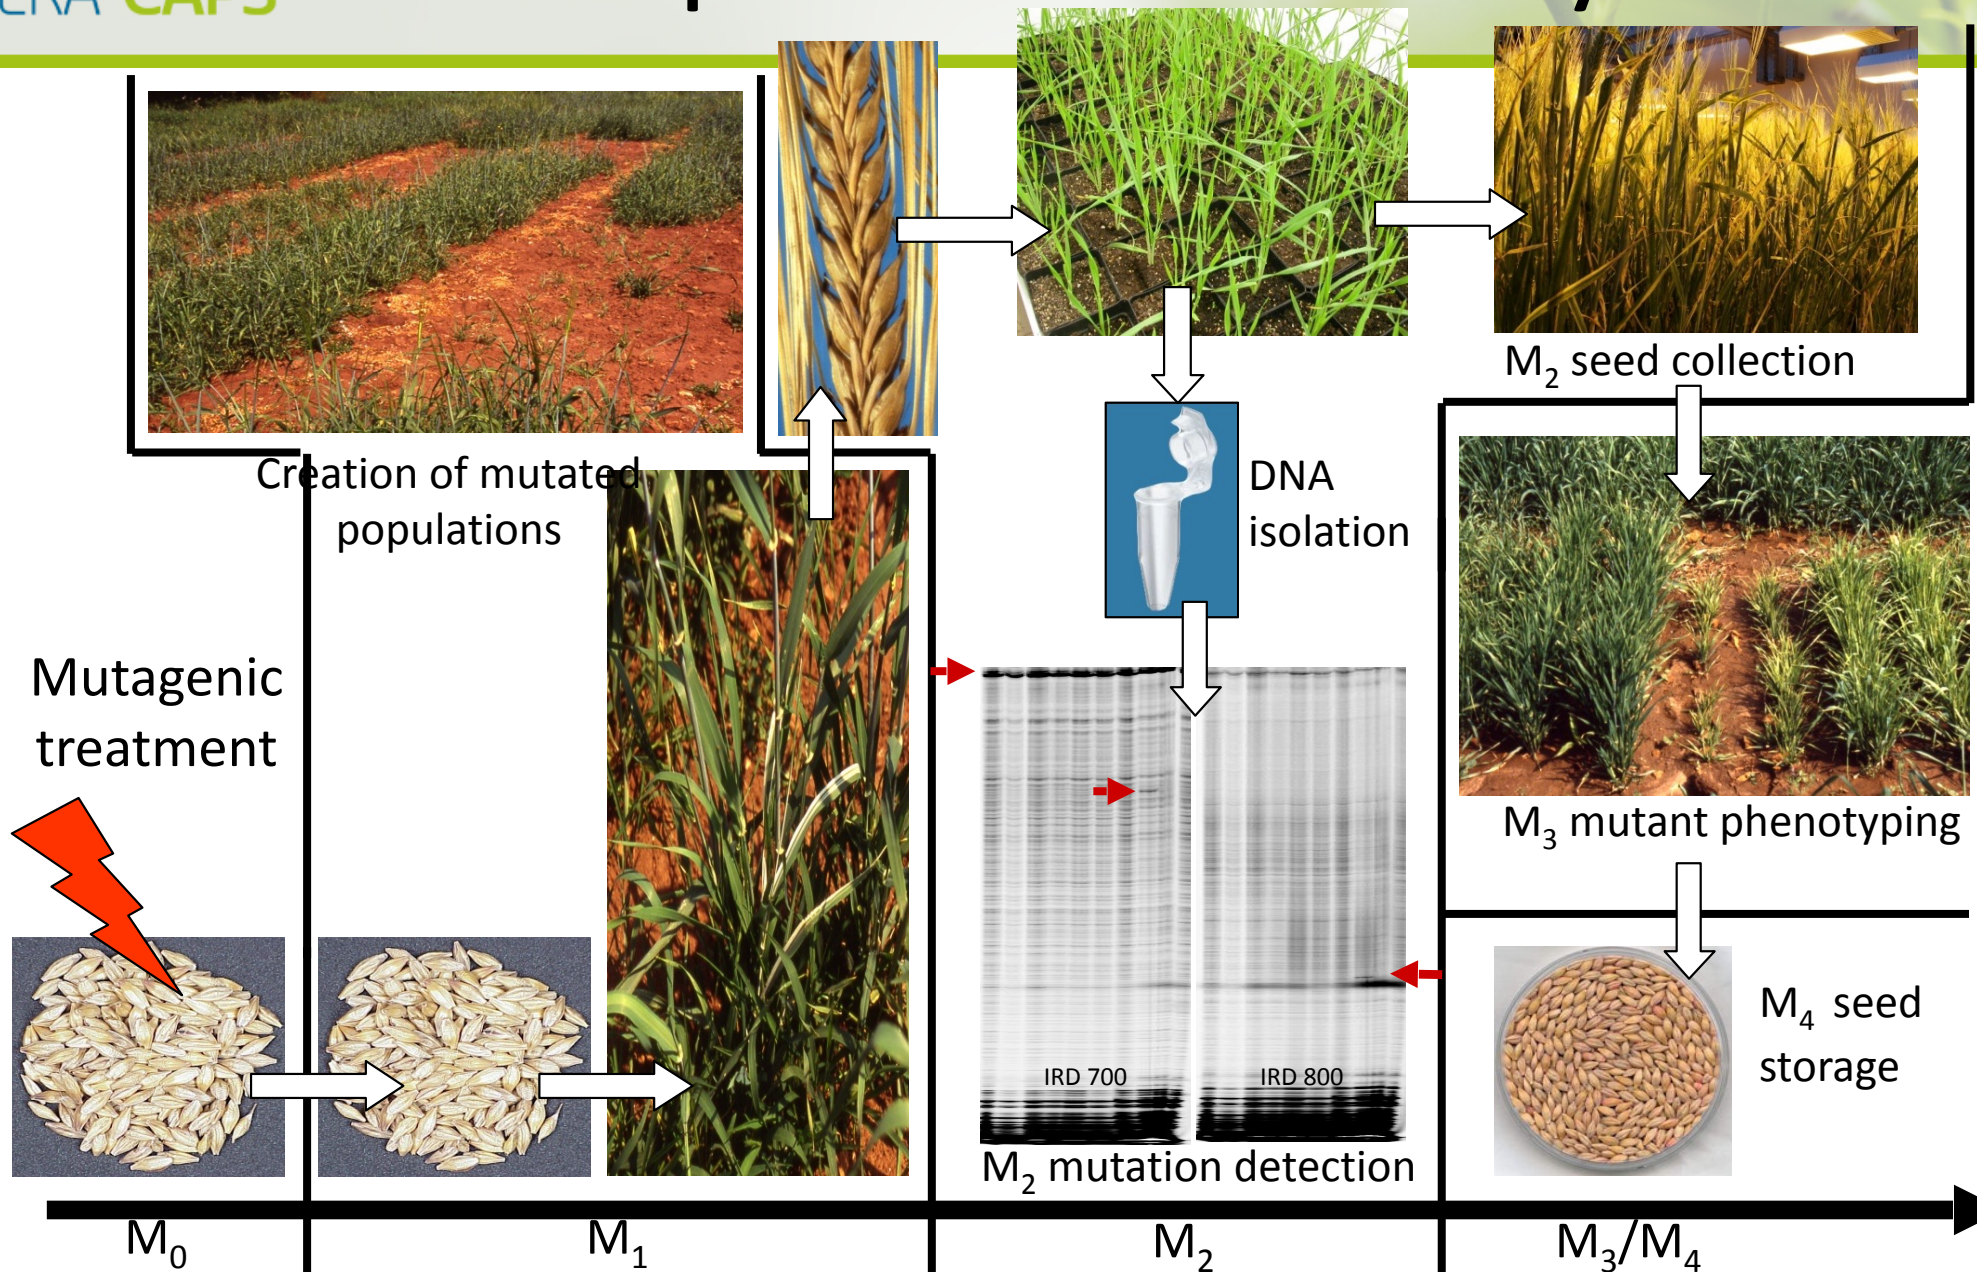 CAPS
M2 seed collection
Creation of mutated
populations
DNA
isolation
Mutagenic
treatment
M3 mutant phenotyping
M4 seed
storage
IRD 700
IRD 800
M2 mutation detection
M0
M1
M2
M3/M4